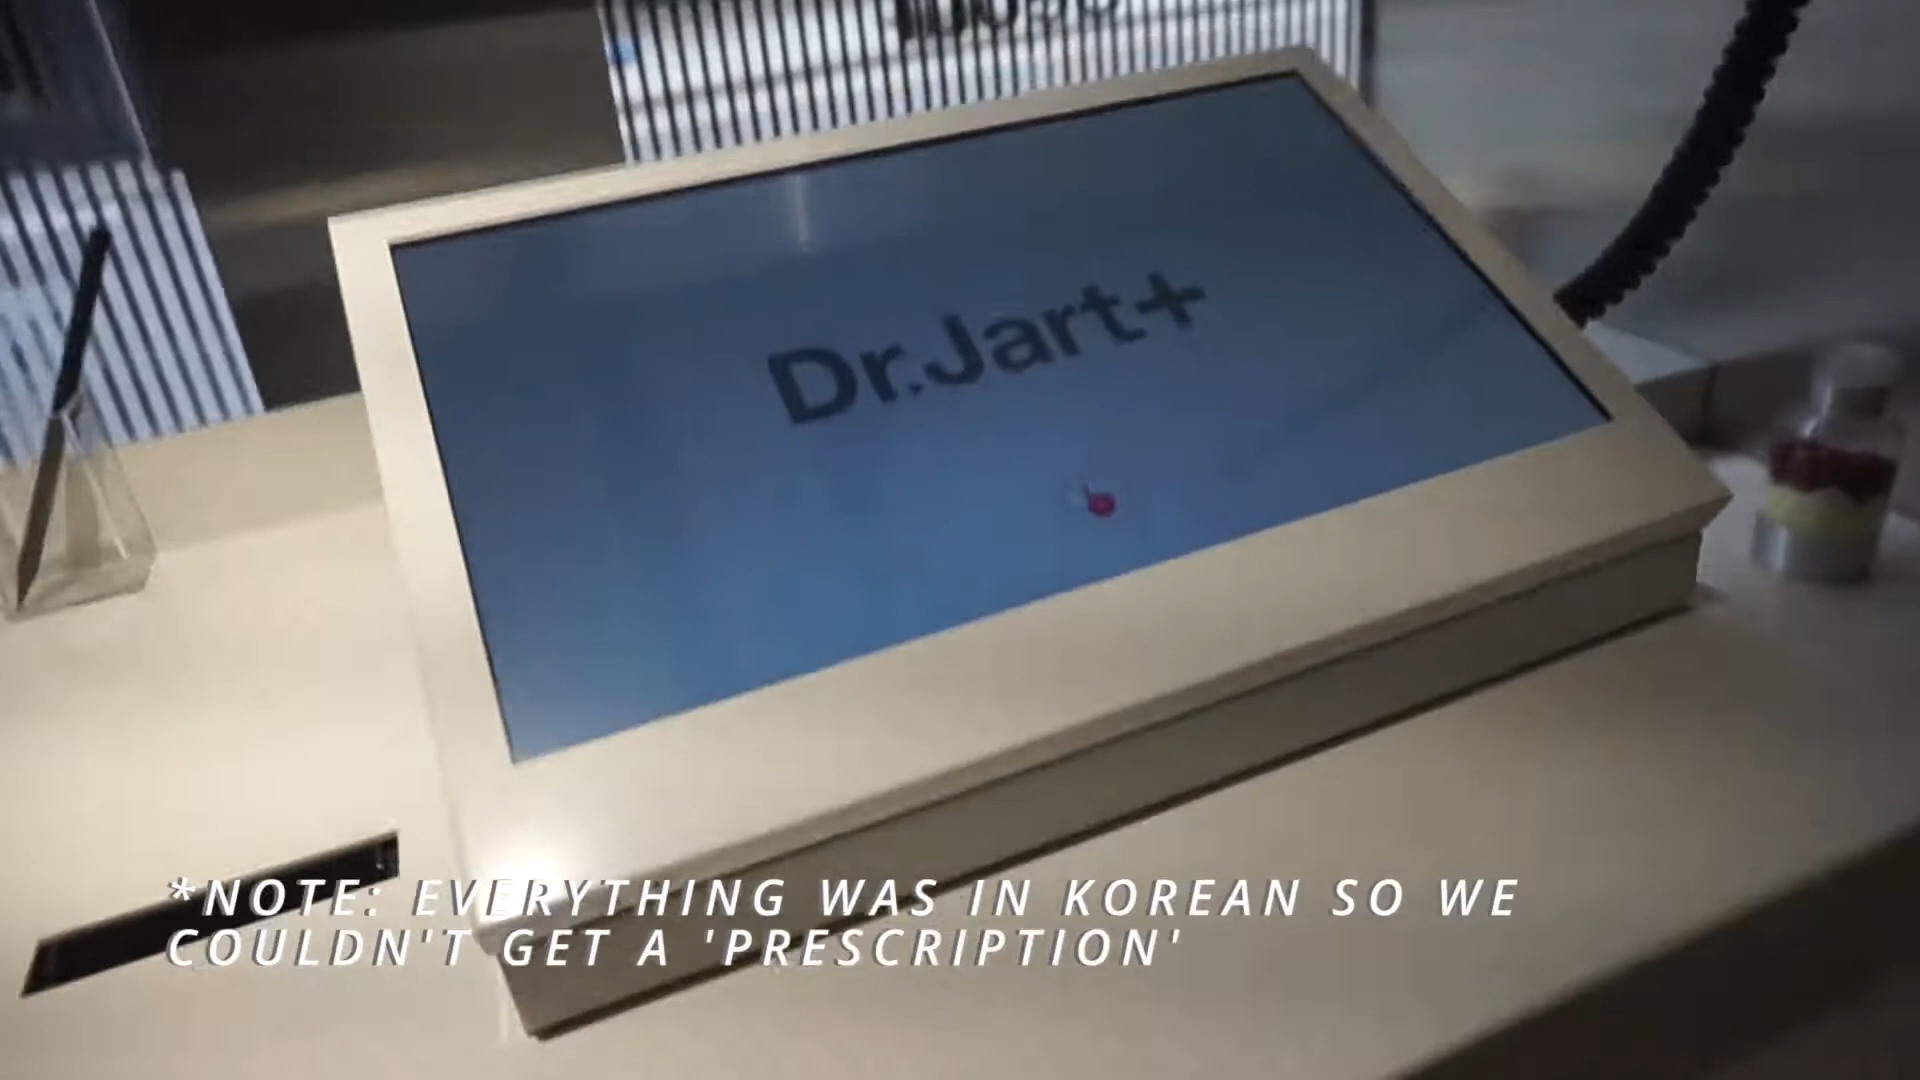 Dr.Jart+
*NOTE: EVERYTHING WAS IN KOREAN SO WE
COULDN'T GET A 'PRESCRIPTION'